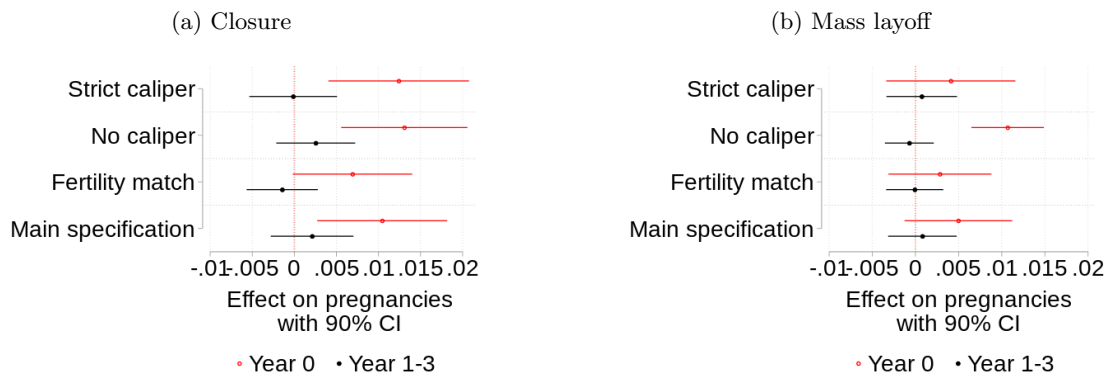 (a) Closure
Strict caliper
No caliper
Fertility match
Main specification
-.01 -.005 0 .005 .01 .015 .02
Effect on pregnancies
with 90% CI
Year 0 Year 1-3
(b) Mass layoff
Strict caliper
No caliper
Fertility match
Main specification
-.01 -.005 0 .005 .01 .015 .02
Effect on pregnancies
with 90% CI
Year 0 Year 1-3